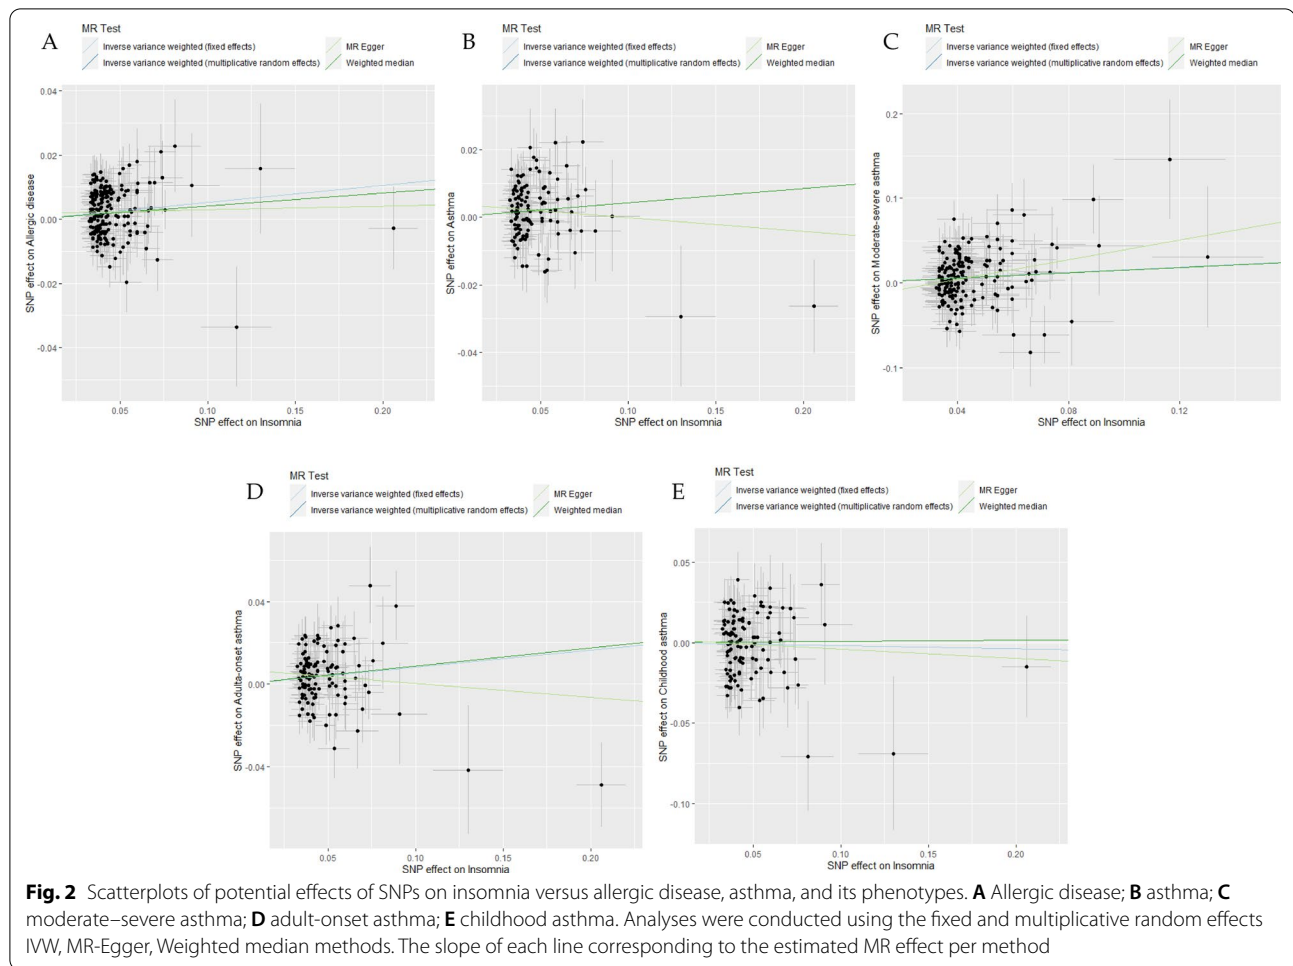 A
MR Test
Inverse variance weighted (fixed effects)
MR Egger
Inverse variance weighted (multiplicative random effects)
Weighted median
0.04
0.02
0.00
-0.02
-0.04
SNP effect on Allergic disease
0.05
0.10
0.15
0.20
SNP effect on Insomnia
B
MR Test
Inverse variance weighted (fixed effects)
MR Egger
Inverse variance weighted (multiplicative random effects)
Weighted median
0.02
0.00
-0.02
-0.04
SNP effect on Asthma
0.05
0.10
0.15
0.20
SNP effect on Insomnia
C
MR Test
Inverse variance weighted (fixed effects)
MR Egger
Inverse variance weighted (multiplicative random effects)
Weighted median
0.2
0.1
0.0
-0.1
SNP effect on Moderate-severe asthma
0.04
0.08
0.12
SNP effect on Insomnia
D
MR Test
Inverse variance weighted (fixed effects)
MR Egger
Inverse variance weighted (multiplicative random effects)
Weighted median
0.04
0.00
-0.04
SNP effect on Adulta-onset asthma
0.05
0.10
0.15
0.20
SNP effect on Insomnia
E
MR Test
Inverse variance weighted (fixed effects)
MR Egger
Inverse variance weighted (multiplicative random effects)
Weighted median
0.05
0.00
-0.05
-0.10
SNP effect on Childhood asthma
0.05
0.10
0.15
0.20
SNP effect on Insomnia
Fig. 2 Scatterplots of potential effects of SNPs on insomnia versus allergic disease, asthma, and its phenotypes. A Allergic disease; B asthma; C
moderate–severe asthma; D adult-onset asthma; E childhood asthma. Analyses were conducted using the fixed and multiplicative random effects
IVW, MR-Egger, Weighted median methods. The slope of each line corresponding to the estimated MR effect per method